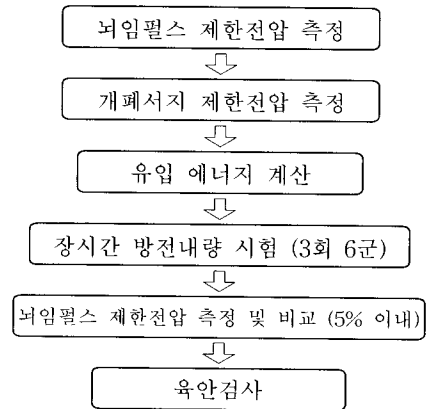 뇌임펄스 제한전압 측정
개폐서지 제한전압 측정
유입 에너지 계산
장시간 방전내량 시험 (3회 6군)
뇌임펄스 제한전압 측정 및 비교 (5% 이내)
육안검사